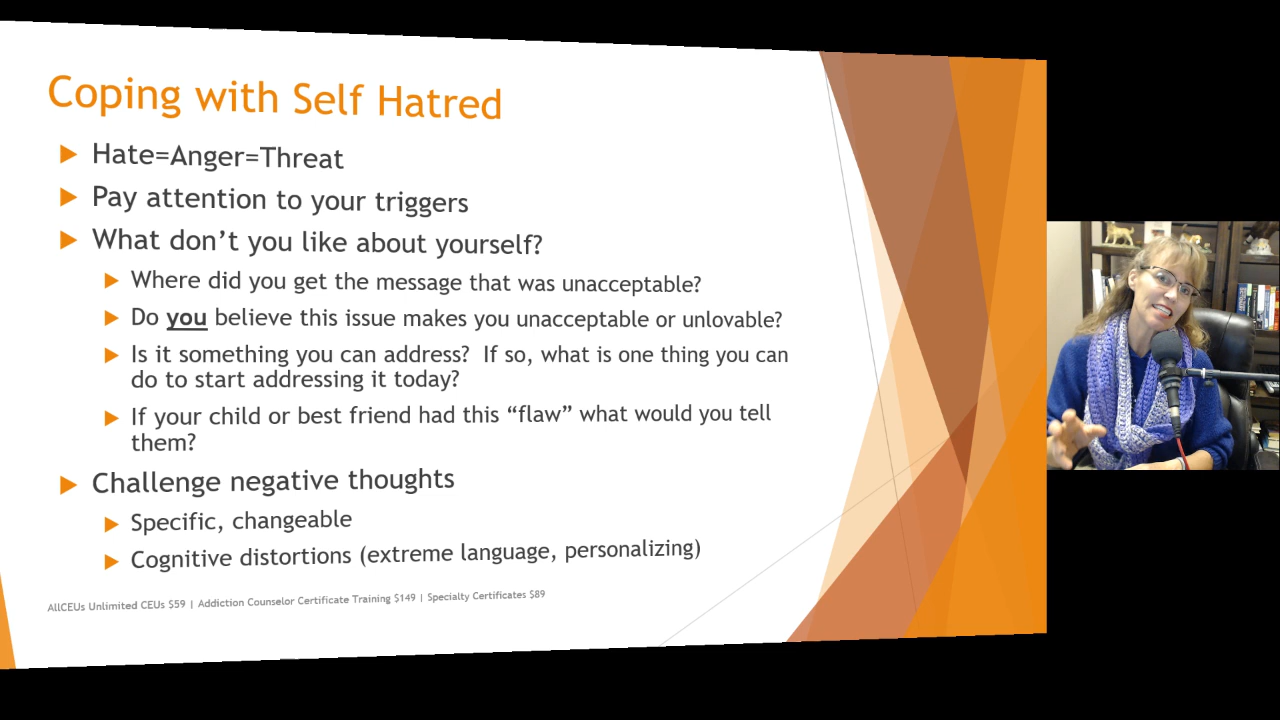 Coping with Self Hatred
Hate=Anger=Threat
Pay attention to your triggers
What don’t you like about yourself?
Where did you get the message that was unacceptable?
Do you believe this issue makes you unacceptable or unlovable?
Is it something you can address?  If so, what is one thing you can
do to start addressing it today?
If your child or best friend had this “flaw” what would you tell
them?
Challenge negative thoughts
Specific, changeable
Cognitive distortions (extreme language, personalizing)
AllCEUs Unlimited CEUs $59 | Addiction Counselor Certificate Training $149 | Specialty Certificates $89